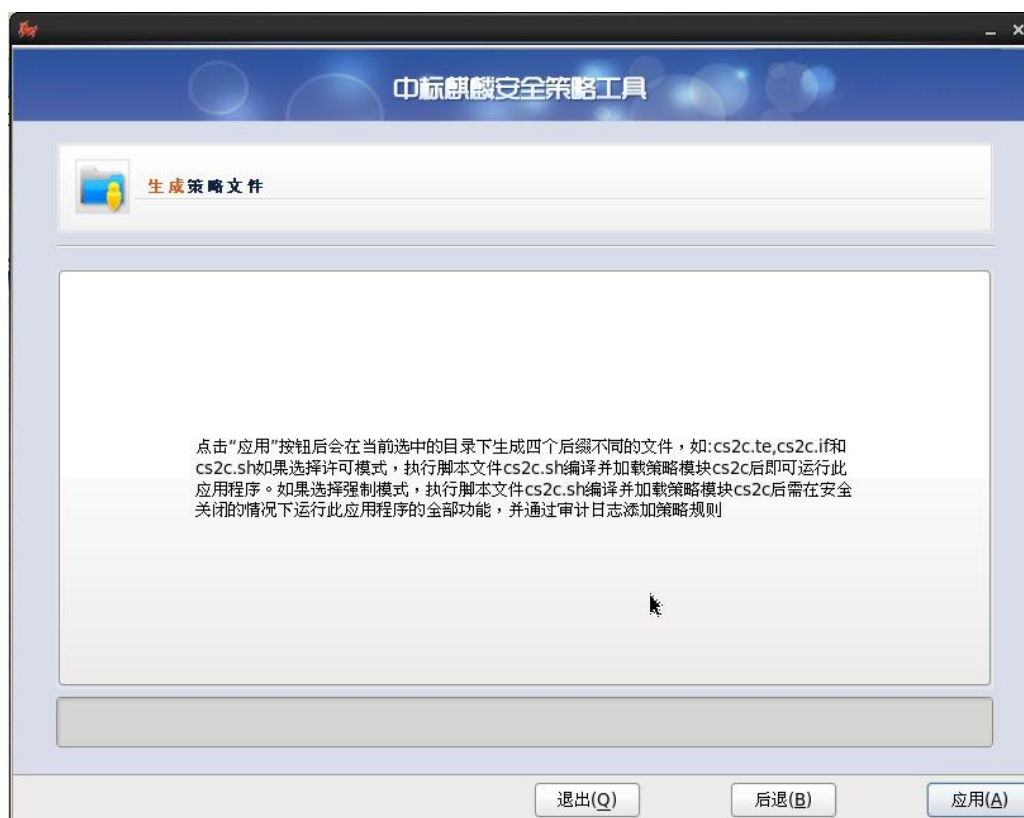 中标麒麟安全策略工具
生成策略文件
点击“应用”按钮后会在当前选中的目录下生成四个后缀不同的文件，如:cs2c.te,cs2c.if和
cs2c.sh如果选择许可模式，执行脚本文件cs2c.sh编译并加载策略模块cs2c后即可运行此
应用程序。如果选择强制模式，执行脚本文件cs2c.sh编译并加载策略模块cs2c后需在安全
关闭的情况下运行此应用程序的全部功能，并通过审计日志添加策略规则
退出(Q)
后退(B)
应用(A)